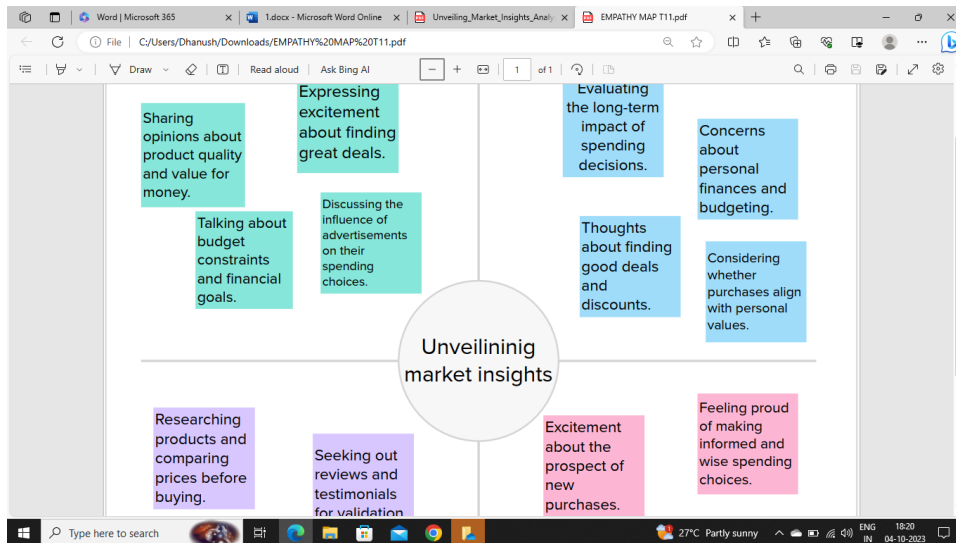 Word | Microsoft 365
1.docx - Microsoft Word Online
Unveiling_Market_Insights_Analy
EMPATHY MAP T11.pdf
File
C:/Users/Dhanush/Downloads/EMPATHY%20MAP%20T11.pdf
Draw
Read aloud
Ask Bing AI
1
of 1
Sharing
opinions about
product quality
and value for
money.
Expressing
excitement
about finding
great deals.
Talking about
budget
constraints
and financial
goals.
Discussing the
influence of
advertisements
on their
spending
choices.
Evaluating
the long-term
impact of
spending
decisions.
Concerns
about
personal
finances and
budgeting.
Thoughts
about finding
good deals
and
discounts.
Considering
whether
purchases align
with personal
values.
Unveilininig
market insights
Researching
products and
comparing
prices before
buying.
Seeking out
reviews and
testimonials
for validation
Excitement
about the
prospect of
new
purchases.
Feeling proud
of making
informed and
wise spending
choices.
Type here to search
27°C Partly sunny
ENG
IN
18:20
04-10-2023